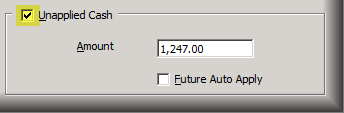 Unapplied Cash
Amount 1,247.00
Future Auto Apply